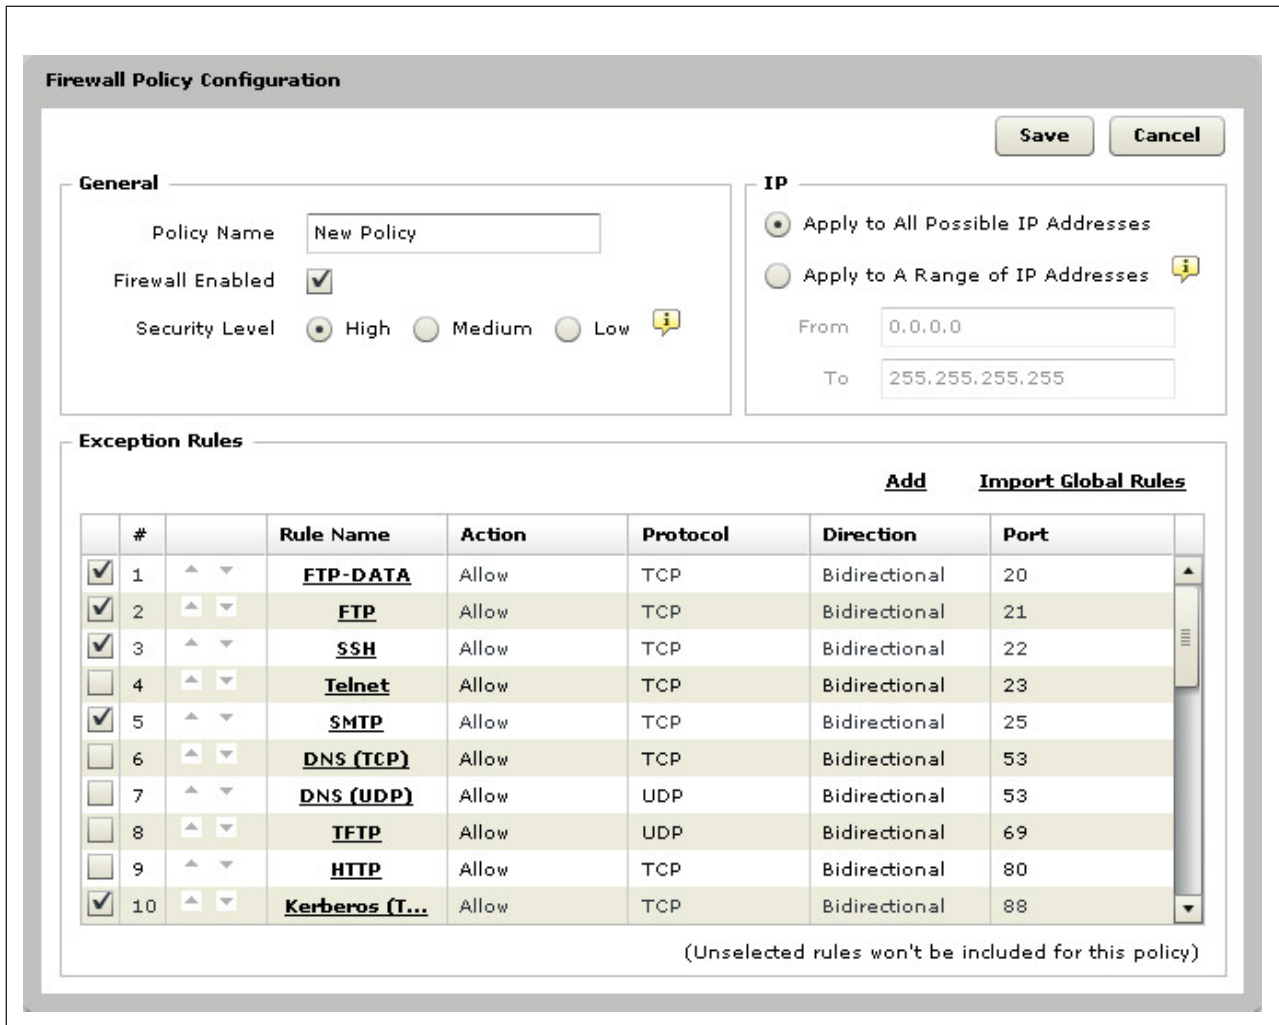 Firewall Policy Configuration
Save Cancel
General
Policy Name New Policy
Firewall Enabled
Security Level High Medium Low
IP
Apply to All Possible IP Addresses
Apply to A Range of IP Addresses
From 0.0.0.0
To 255.255.255.255
Exception Rules
Add Import Global Rules
# Rule Name Action Protocol Direction Port
1 FTP-DATA Allow TCP Bidirectional 20
2 FTP Allow TCP Bidirectional 21
3 SSH Allow TCP Bidirectional 22
4 Telnet Allow TCP Bidirectional 23
5 SMTP Allow TCP Bidirectional 25
6 DNS (TCP) Allow TCP Bidirectional 53
7 DNS (UDP) Allow UDP Bidirectional 53
8 TFTP Allow UDP Bidirectional 69
9 HTTP Allow TCP Bidirectional 80
10 Kerberos (T... Allow TCP Bidirectional 88
(Unselected rules won't be included for this policy)